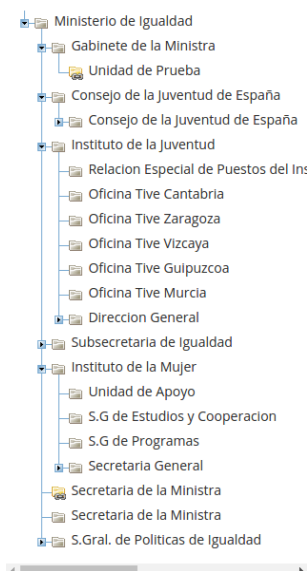 Ministerio de Igualdad
Gabinete de la Ministra
Unidad de Prueba
Consejo de la Juventud de España
Consejo de la Juventud de España
Instituto de la Juventud
Relacion Especial de Puestos del Ins
Oficina Tive Cantabria
Oficina Tive Zaragoza
Oficina Tive Vizcaya
Oficina Tive Guipuzcoa
Oficina Tive Murcia
Direccion General
Subsecretaria de Igualdad
Instituto de la Mujer
Unidad de Apoyo
S.G de Estudios y Cooperacion
S.G de Programas
Secretaria General
Secretaria de la Ministra
Secretaria de la Ministra
S.Gral. de Politicas de Igualdad